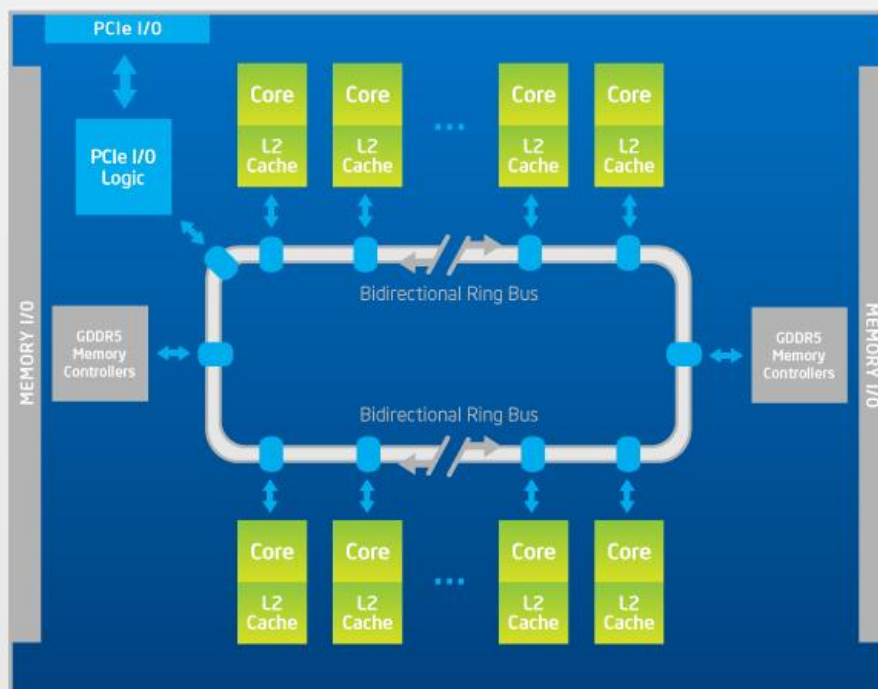 PCIe I/O
PCIe I/O
Logic
Core
L2
Cache
Core
L2
Cache
...
Core
L2
Cache
Core
L2
Cache
Bidirectional Ring Bus
MEMORY I/O
GDDR5
Memory
Controllers
GDDR5
Memory
Controllers
MEMORY I/O
Bidirectional Ring Bus
Core
L2
Cache
Core
L2
Cache
...
Core
L2
Cache
Core
L2
Cache